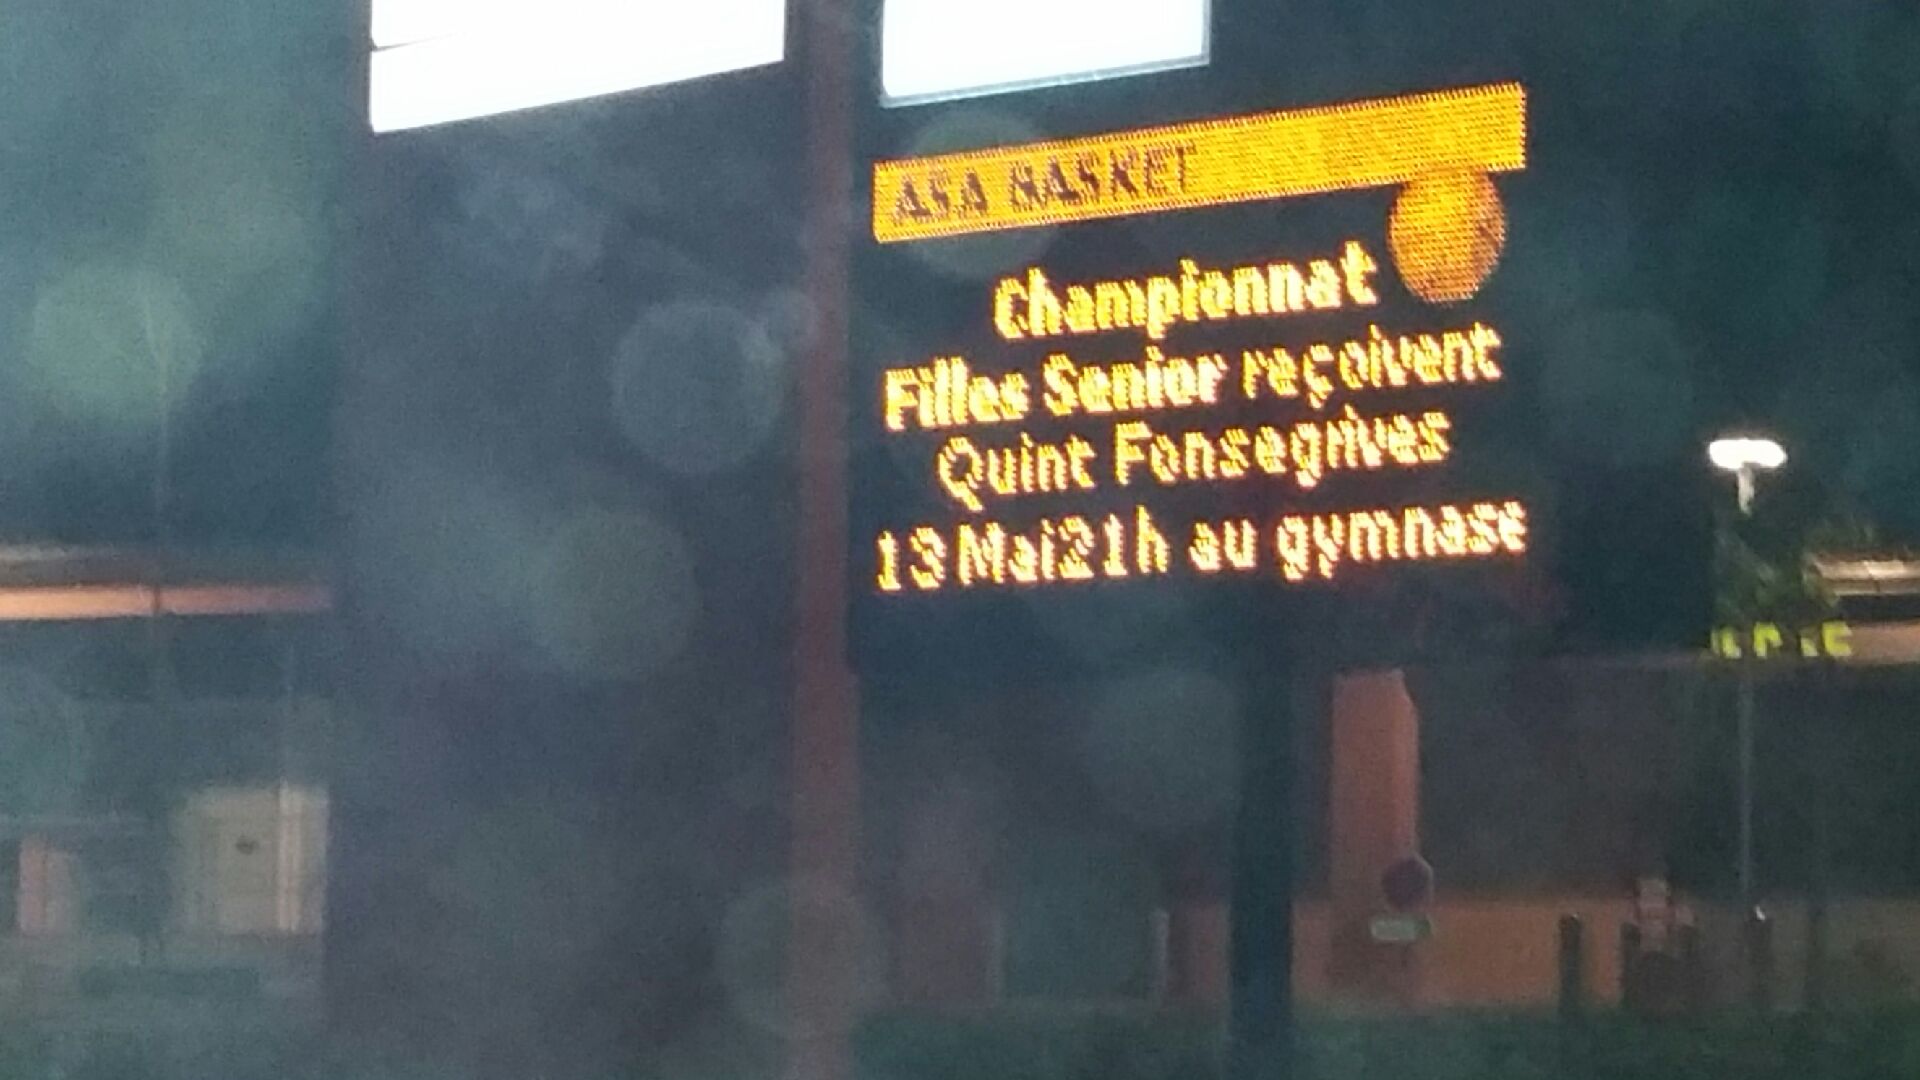 ASA BASKET
Championnat
Filles Senior reçoivent
Quint Fonsegrives
13 Mai21h au gymnase